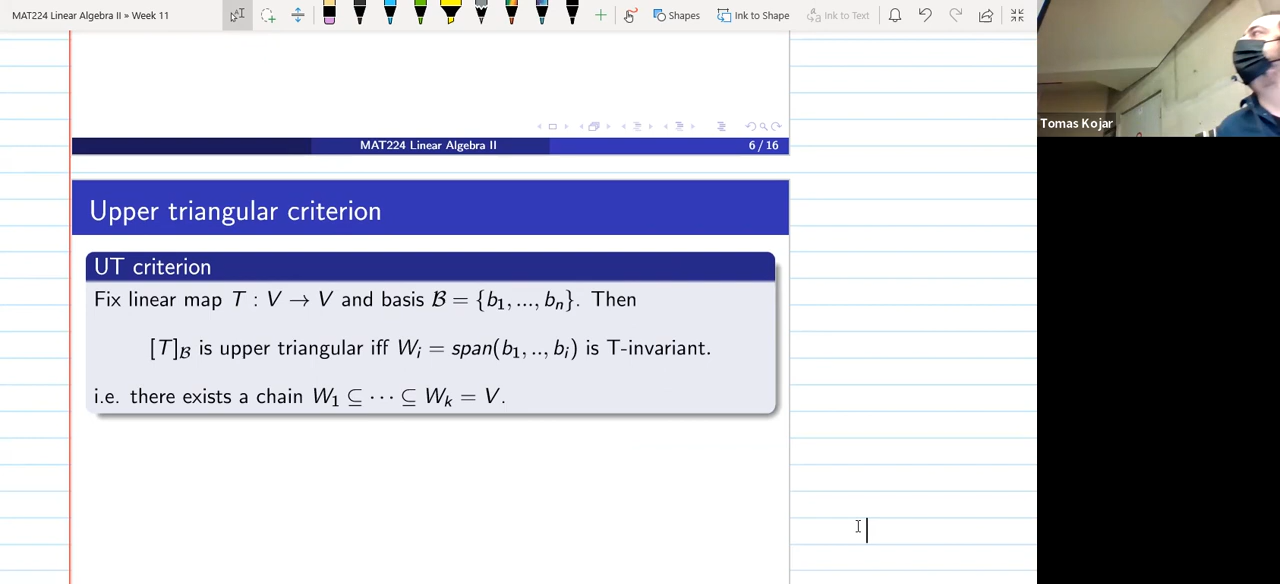 MAT224 Linear Algebra II » Week 11
Shapes
Ink to Shape
Ink to Text
Tomas Kojar
MAT224 Linear Algebra II
6 / 16
Upper triangular criterion
UT criterion
Fix linear map T : V → V and basis ℬ = {b₁, ..., bₙ}. Then
[T]_ℬ is upper triangular iff Wᵢ = span(b₁, .., bᵢ) is T-invariant.
i.e. there exists a chain W₁ ⊆ ⋯ ⊆ Wₖ = V.